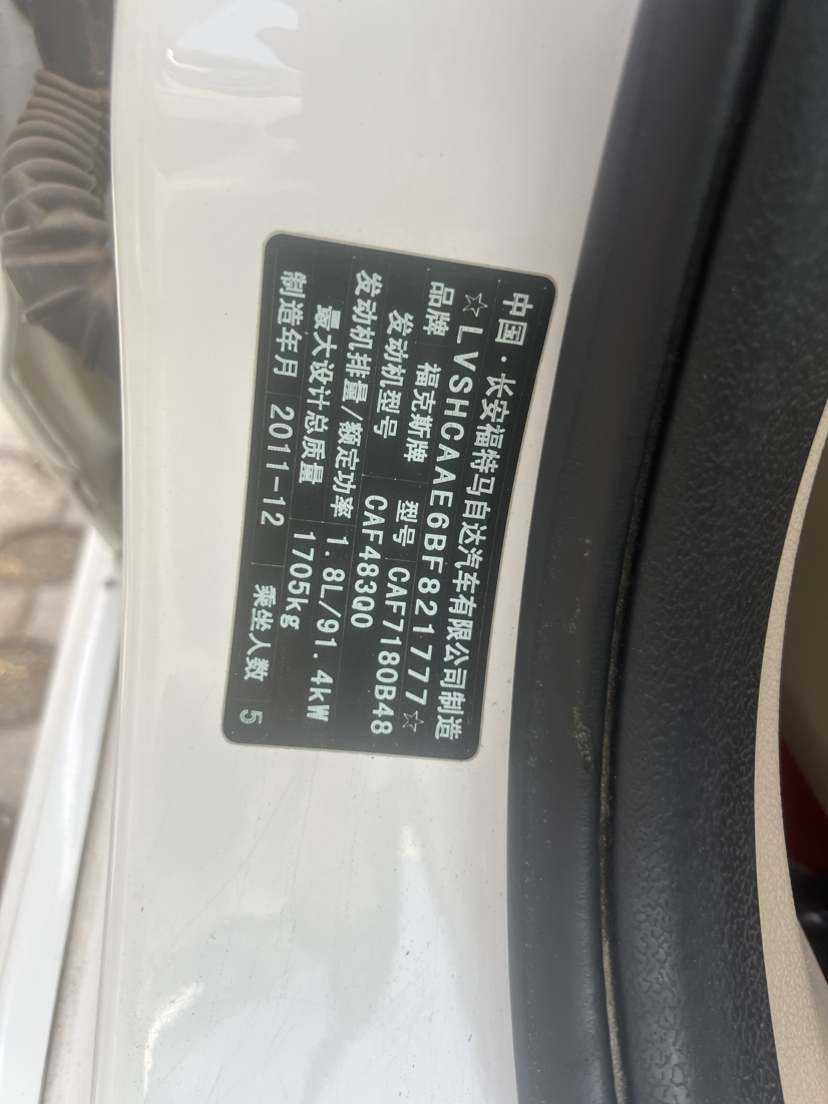 中国·长安福特马自达汽车有限公司制造
☆LVSHCAAE6BF821777☆
品牌 福克斯牌 型号 CAF7180B48
发动机型号 CAF483Q0
发动机排量/额定功率 1.8L/91.4kW
最大设计总质量 1705kg
制造年月 2011-12 乘坐人数 5